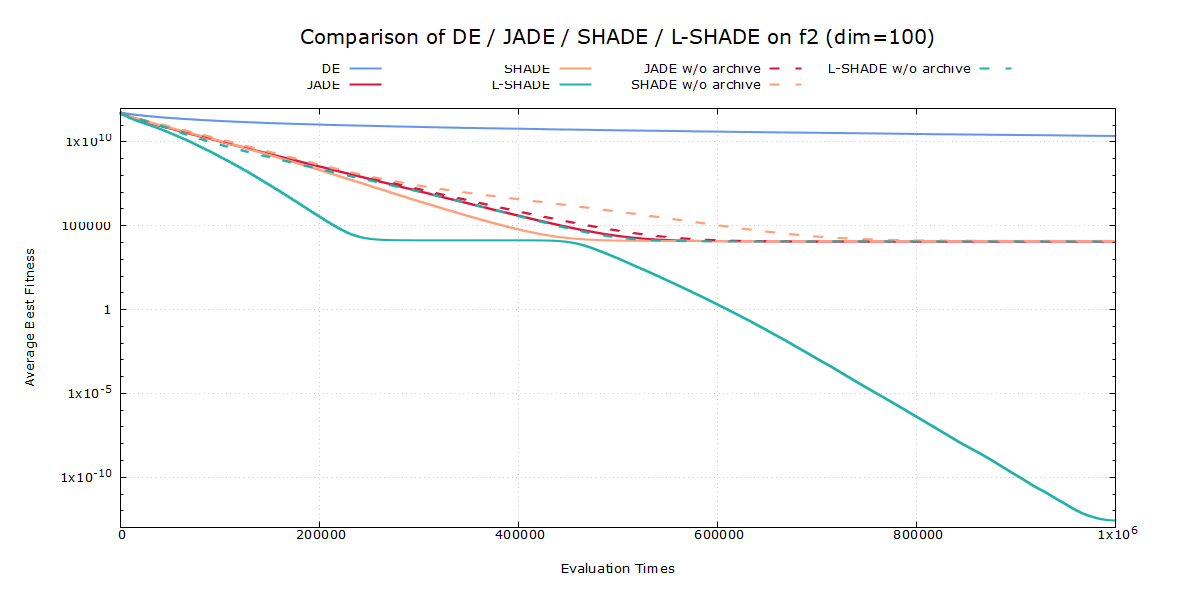 Comparison of DE / JADE / SHADE / L-SHADE on f2 (dim=100)
DE SHADE JADE w/o archive L-SHADE w/o archive
JADE L-SHADE SHADE w/o archive
1x10^10
100000
1
1x10^-5
1x10^-10
Average Best Fitness
0 200000 400000 600000 800000 1x10^6
Evaluation Times